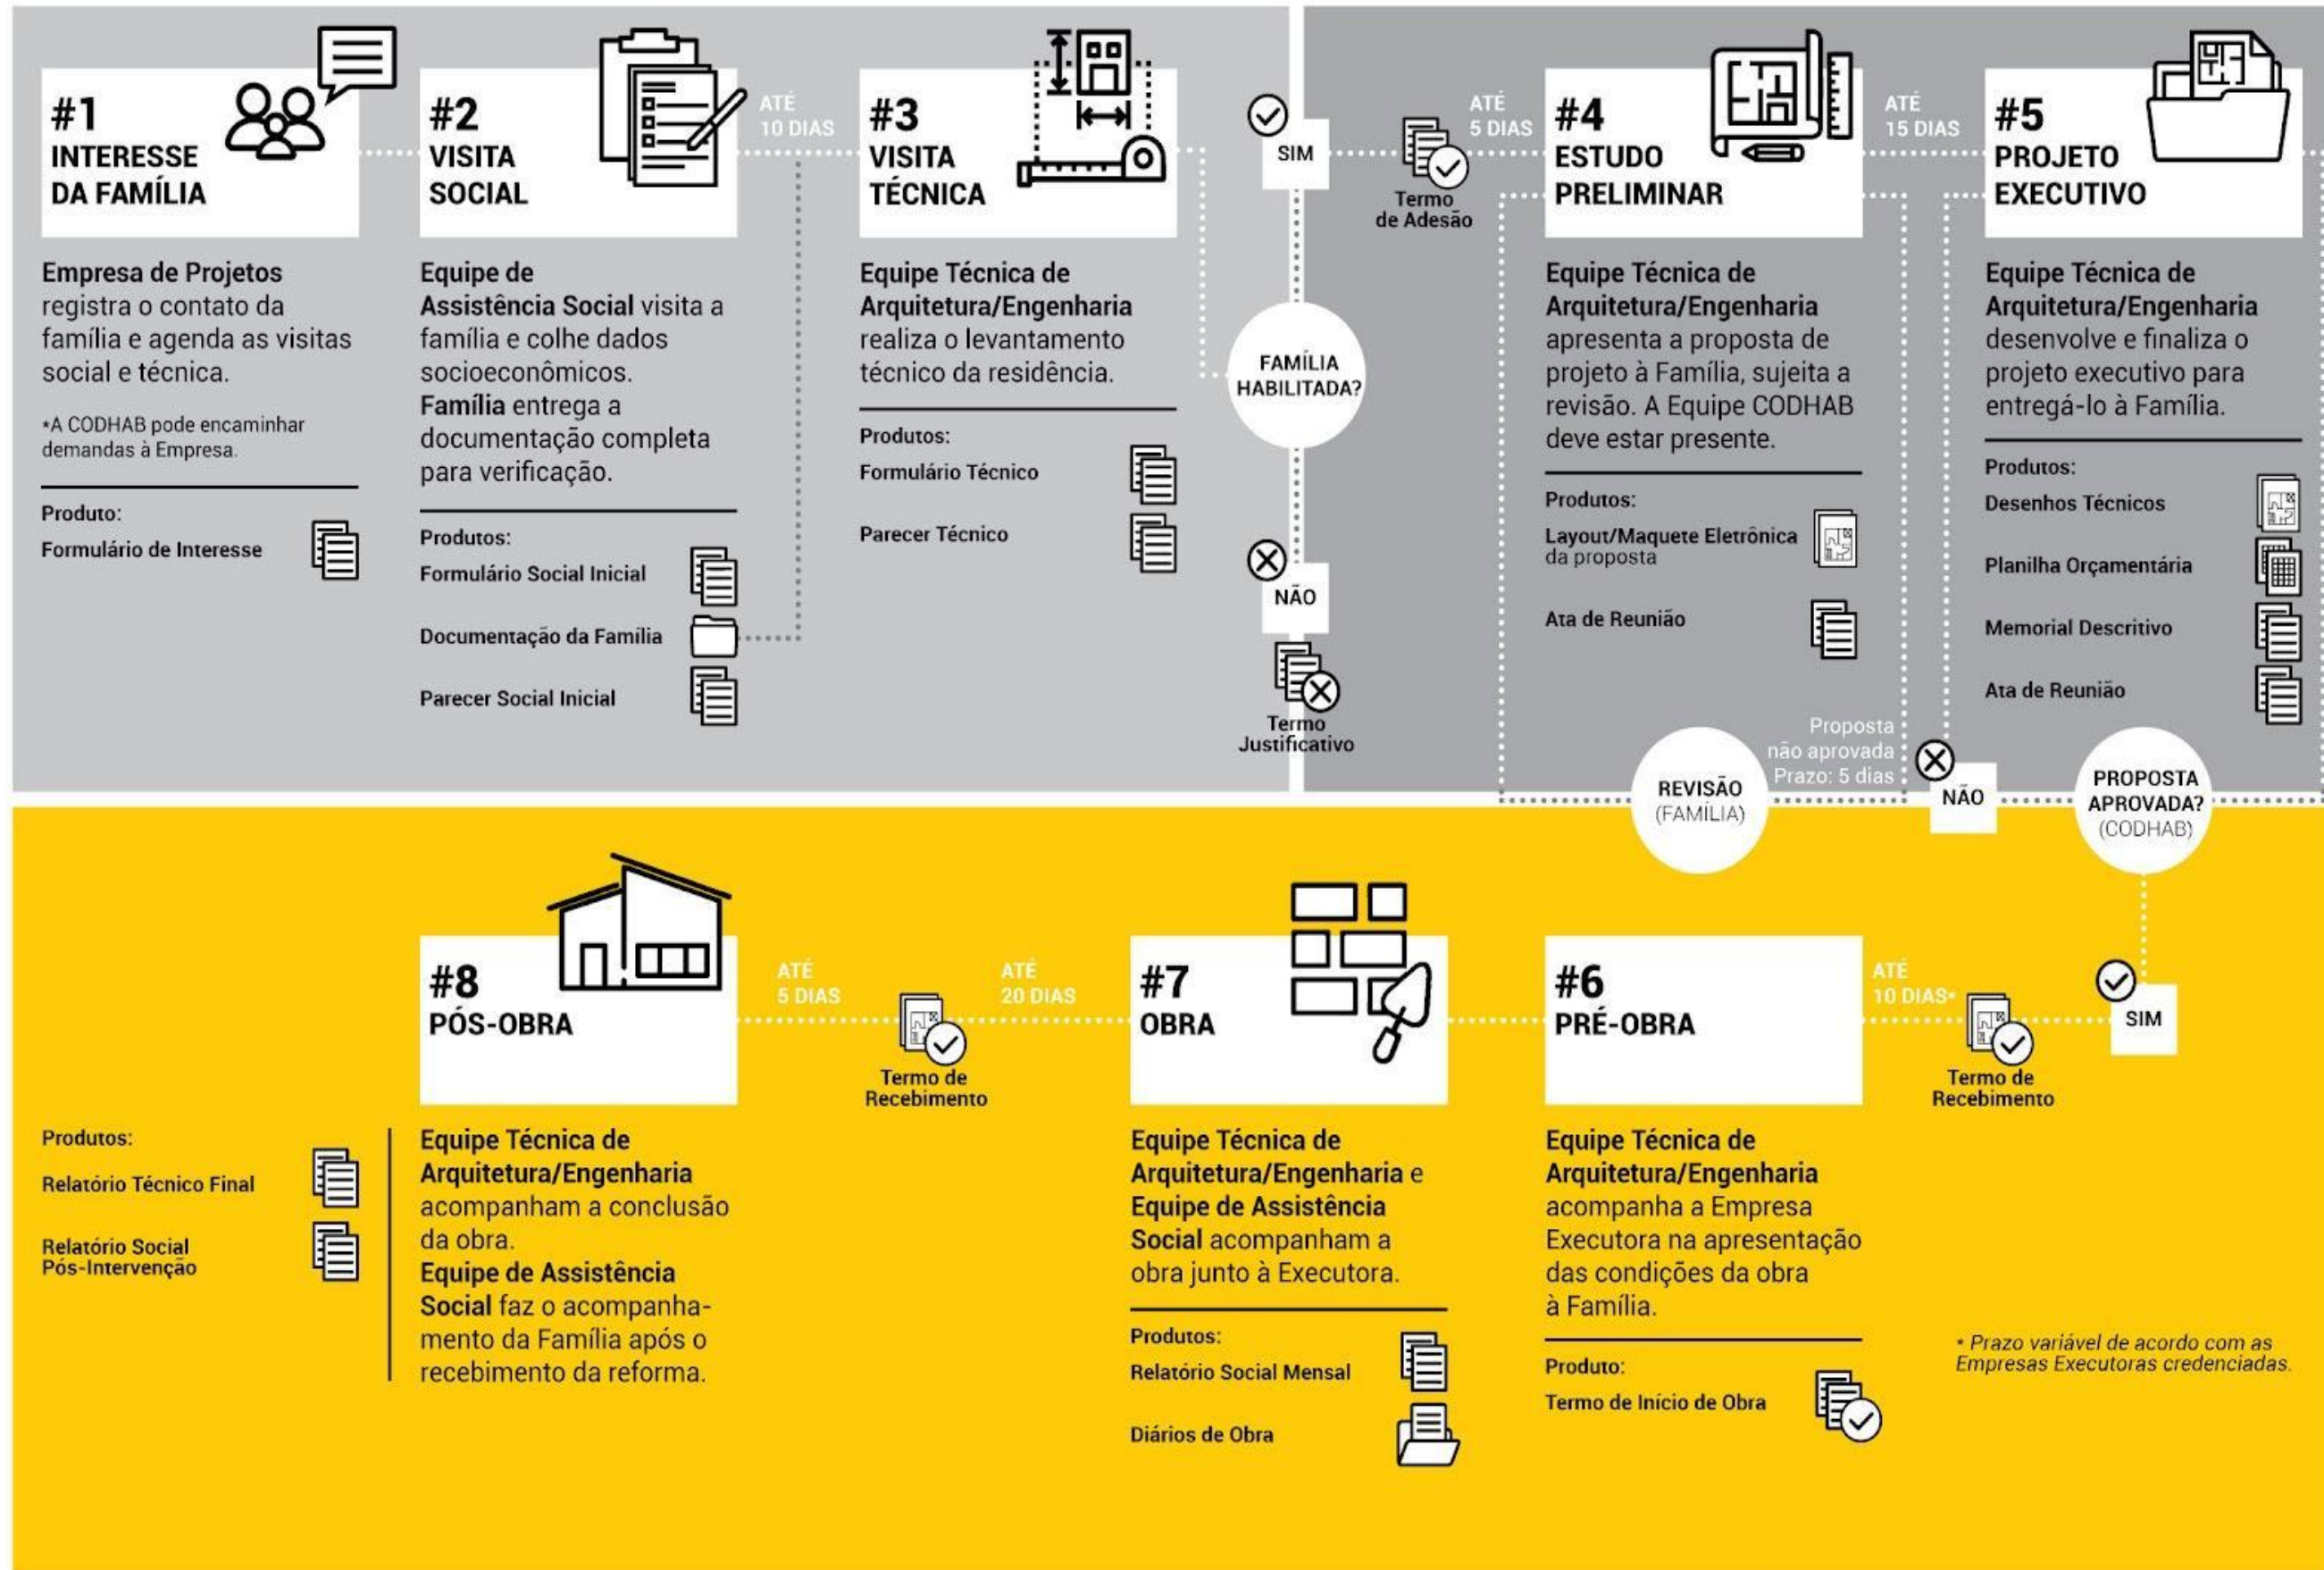 #1
INTERESSE
DA FAMÍLIA
Empresa de Projetos
registra o contato da
família e agenda as visitas
social e técnica.
*A CODHAB pode encaminhar
demandas à Empresa.
Produto:
Formulário de Interesse
#2
VISITA
SOCIAL
Equipe de
Assistência Social visita a
família e colhe dados
socioeconômicos.
Família entrega a
documentação completa
para verificação.
Produtos:
Formulário Social Inicial
Documentação da Família
Parecer Social Inicial
ATÉ
10 DIAS
#3
VISITA
TÉCNICA
Equipe Técnica de
Arquitetura/Engenharia
realiza o levantamento
técnico da residência.
Produtos:
Formulário Técnico
Parecer Técnico
SIM
FAMÍLIA
HABILITADA?
NÃO
Termo
Justificativo
Termo
de Adesão
ATÉ
5 DIAS
#4
ESTUDO
PRELIMINAR
Equipe Técnica de
Arquitetura/Engenharia
apresenta a proposta de
projeto à Família, sujeita a
revisão. A Equipe CODHAB
deve estar presente.
Produtos:
Layout/Maquete Eletrônica
da proposta
Ata de Reunião
ATÉ
15 DIAS
#5
PROJETO
EXECUTIVO
Equipe Técnica de
Arquitetura/Engenharia
desenvolve e finaliza o
projeto executivo para
entregá-lo à Família.
Produtos:
Desenhos Técnicos
Planilha Orçamentária
Memorial Descritivo
Ata de Reunião
REVISÃO
(FAMÍLIA)
Proposta
não aprovada
Prazo: 5 dias
NÃO
PROPOSTA
APROVADA?
(CODHAB)
SIM
Termo de
Recebimento
ATÉ
10 DIAS*
#6
PRÉ-OBRA
Equipe Técnica de
Arquitetura/Engenharia
acompanha a Empresa
Executora na apresentação
das condições da obra
à Família.
Produto:
Termo de Início de Obra
* Prazo variável de acordo com as
Empresas Executoras credenciadas.
#7
OBRA
Equipe Técnica de
Arquitetura/Engenharia e
Equipe de Assistência
Social acompanham a
obra junto à Executora.
Produtos:
Relatório Social Mensal
Diários de Obra
ATÉ
20 DIAS
Termo de
Recebimento
ATÉ
5 DIAS
#8
PÓS-OBRA
Equipe Técnica de
Arquitetura/Engenharia
acompanham a conclusão
da obra.
Equipe de Assistência
Social faz o acompanha-
mento da Família após o
recebimento da reforma.
Produtos:
Relatório Técnico Final
Relatório Social
Pós-Intervenção